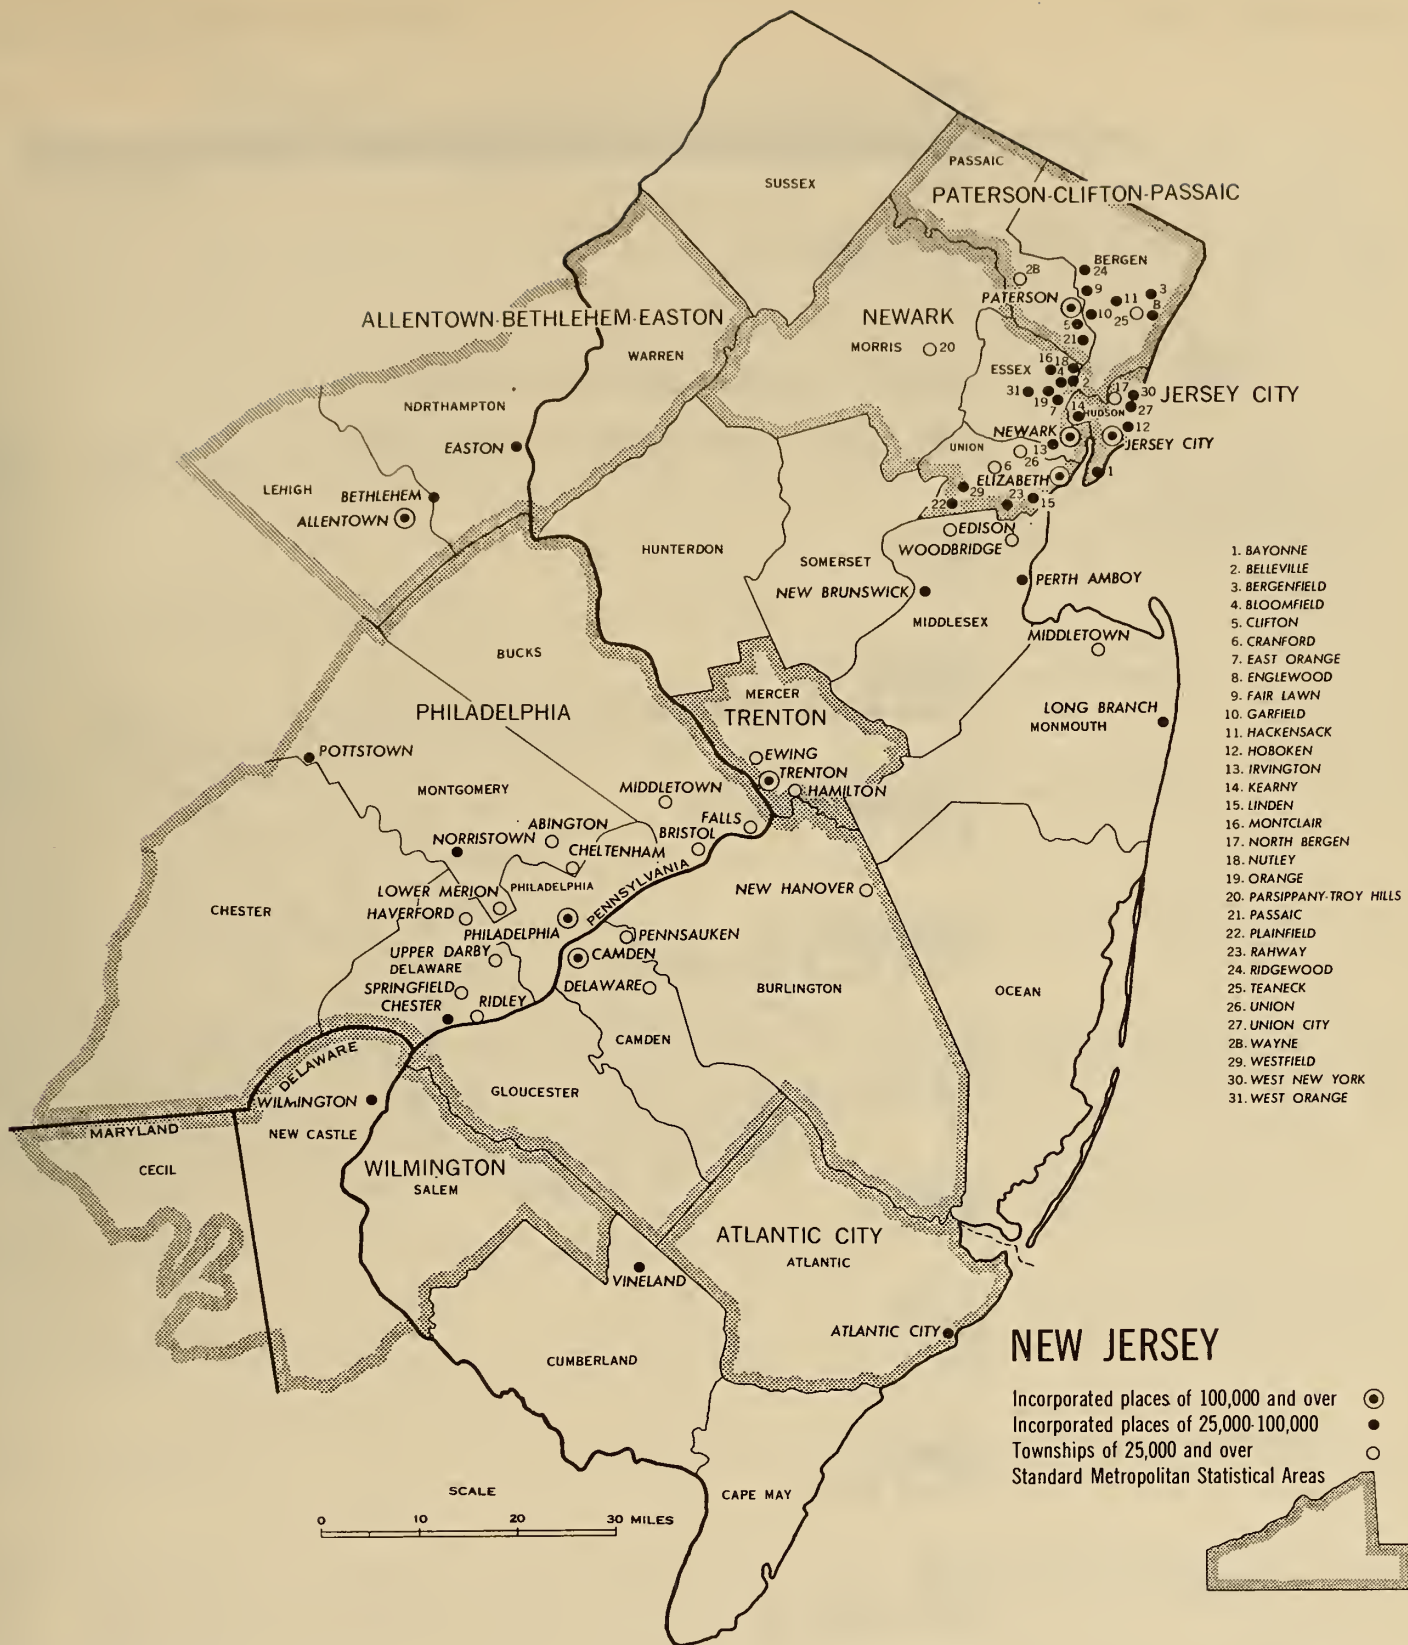 SUSSEX
PASSAIC
PATERSON-CLIFTON-PASSAIC
BERGEN
24
2B
9
3
PATERSON
11
10
25
8
5
21
ALLENTOWN-BETHLEHEM-EASTON
NEWARK
WARREN
MORRIS
20
16
18
ESSEX
4
2
31
19
7
17
30
JERSEY CITY
27
14
HUDSON
12
NORTHAMPTON
EASTON
NEWARK
JERSEY CITY
UNION
13
26
6
ELIZABETH
1
LEHIGH
BETHLEHEM
ALLENTOWN
29
22
23
15
EDISON
WOODBRIDGE
HUNTERDON
SOMERSET
NEW BRUNSWICK
PERTH AMBOY
MIDDLESEX
MIDDLETOWN
BUCKS
MERCER
TRENTON
PHILADELPHIA
LONG BRANCH
MONMOUTH
POTTSTOWN
EWING
TRENTON
HAMILTON
MONTGOMERY
MIDDLETOWN
FALLS
ABINGTON
BRISTOL
NORRISTOWN
CHELTENHAM
PENNSYLVANIA
LOWER MERION
PHILADELPHIA
NEW HANOVER
CHESTER
HAVERFORD
PHILADELPHIA
PENNSAUKEN
UPPER DARBY
DELAWARE
CAMDEN
SPRINGFIELD
DELAWARE
BURLINGTON
OCEAN
CHESTER
RIDLEY
CAMDEN
DELAWARE
GLOUCESTER
WILMINGTON
MARYLAND
NEW CASTLE
CECIL
WILMINGTON
SALEM
ATLANTIC CITY
ATLANTIC
VINELAND
ATLANTIC CITY
CUMBERLAND
CAPE MAY
1. BAYONNE
2. BELLEVILLE
3. BERGENFIELD
4. BLOOMFIELD
5. CLIFTON
6. CRANFORD
7. EAST ORANGE
8. ENGLEWOOD
9. FAIR LAWN
10. GARFIELD
11. HACKENSACK
12. HOBOKEN
13. IRVINGTON
14. KEARNY
15. LINDEN
16. MONTCLAIR
17. NORTH BERGEN
18. NUTLEY
19. ORANGE
20. PARSIPPANY-TROY HILLS
21. PASSAIC
22. PLAINFIELD
23. RAHWAY
24. RIDGEWOOD
25. TEANECK
26. UNION
27. UNION CITY
2B. WAYNE
29. WESTFIELD
30. WEST NEW YORK
31. WEST ORANGE
NEW JERSEY
Incorporated places of 100,000 and over
Incorporated places of 25,000-100,000
Townships of 25,000 and over
Standard Metropolitan Statistical Areas
SCALE
0 10 20 30 MILES